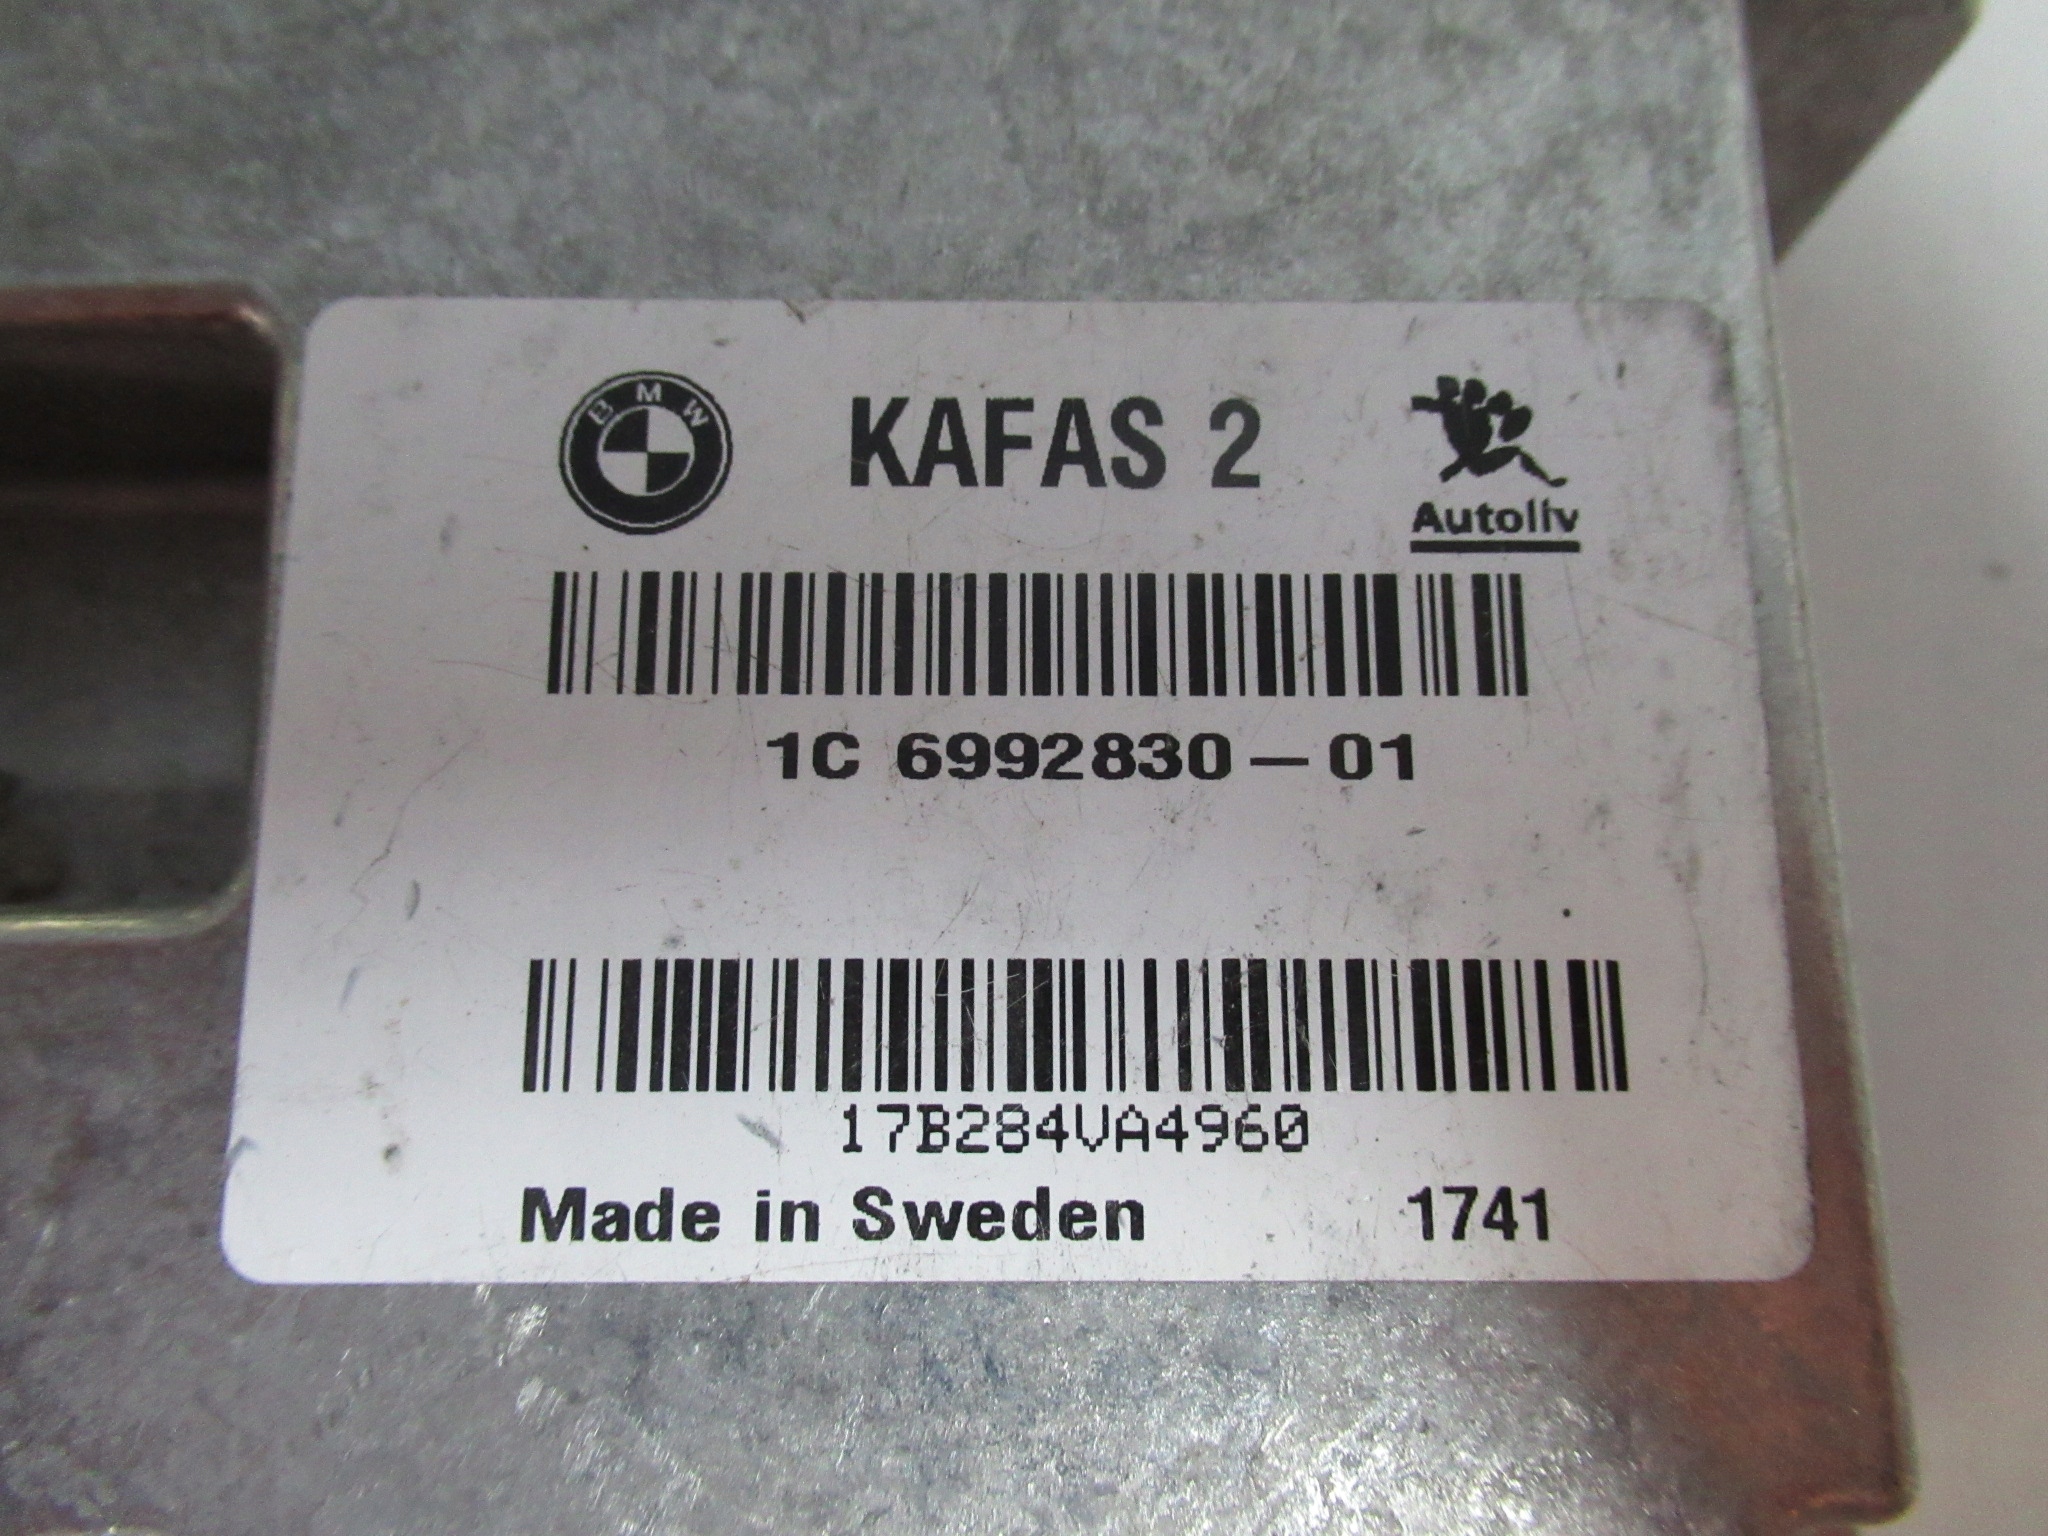 BMW KAFAS 2
Autoliv
1C 6992830-01
17B284VA4960
Made in Sweden 1741